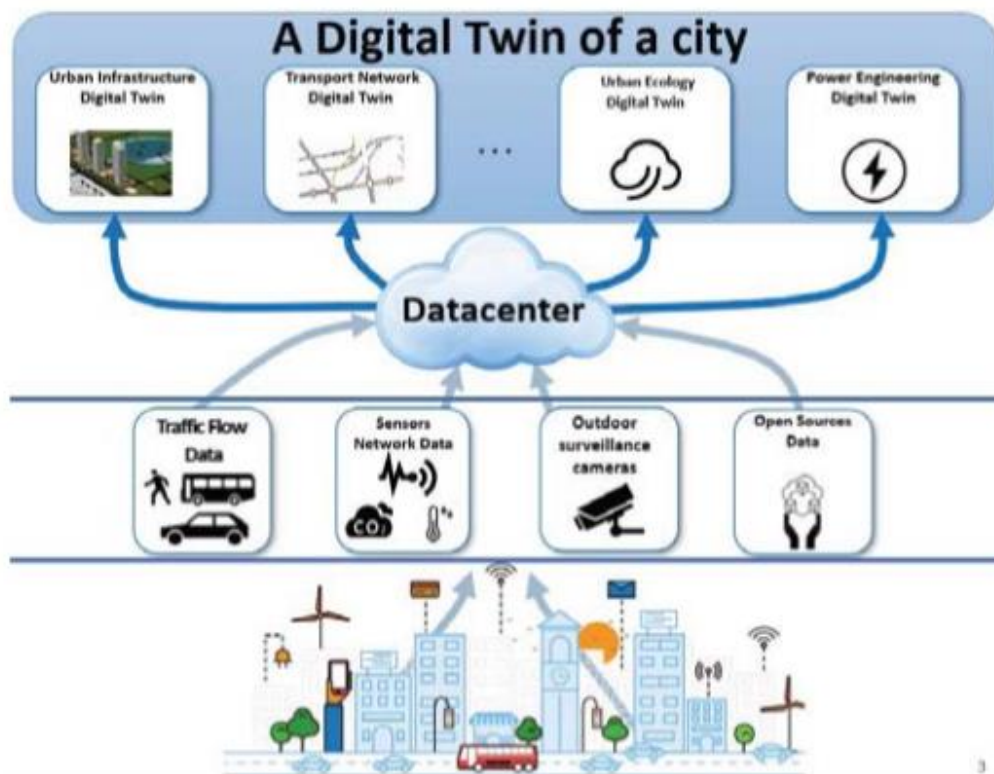 A Digital Twin of a city
Urban Infrastructure
Digital Twin
Transport Network
Digital Twin
...
Urban Ecology
Digital Twin
Power Engineering
Digital Twin
Datacenter
Traffic Flow
Data
Sensors
Network Data
CO₂
Outdoor
surveillance
cameras
Open Sources
Data
3